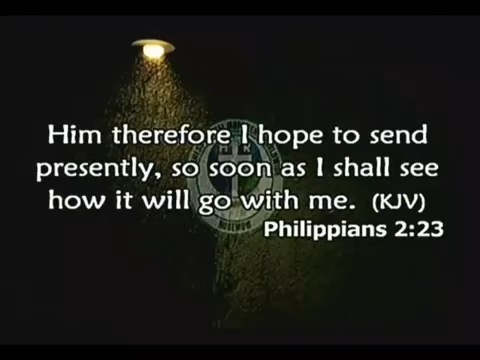 Him therefore I hope to send
presently, so soon as I shall see
how it will go with me. (KJV)
Philippians 2:23